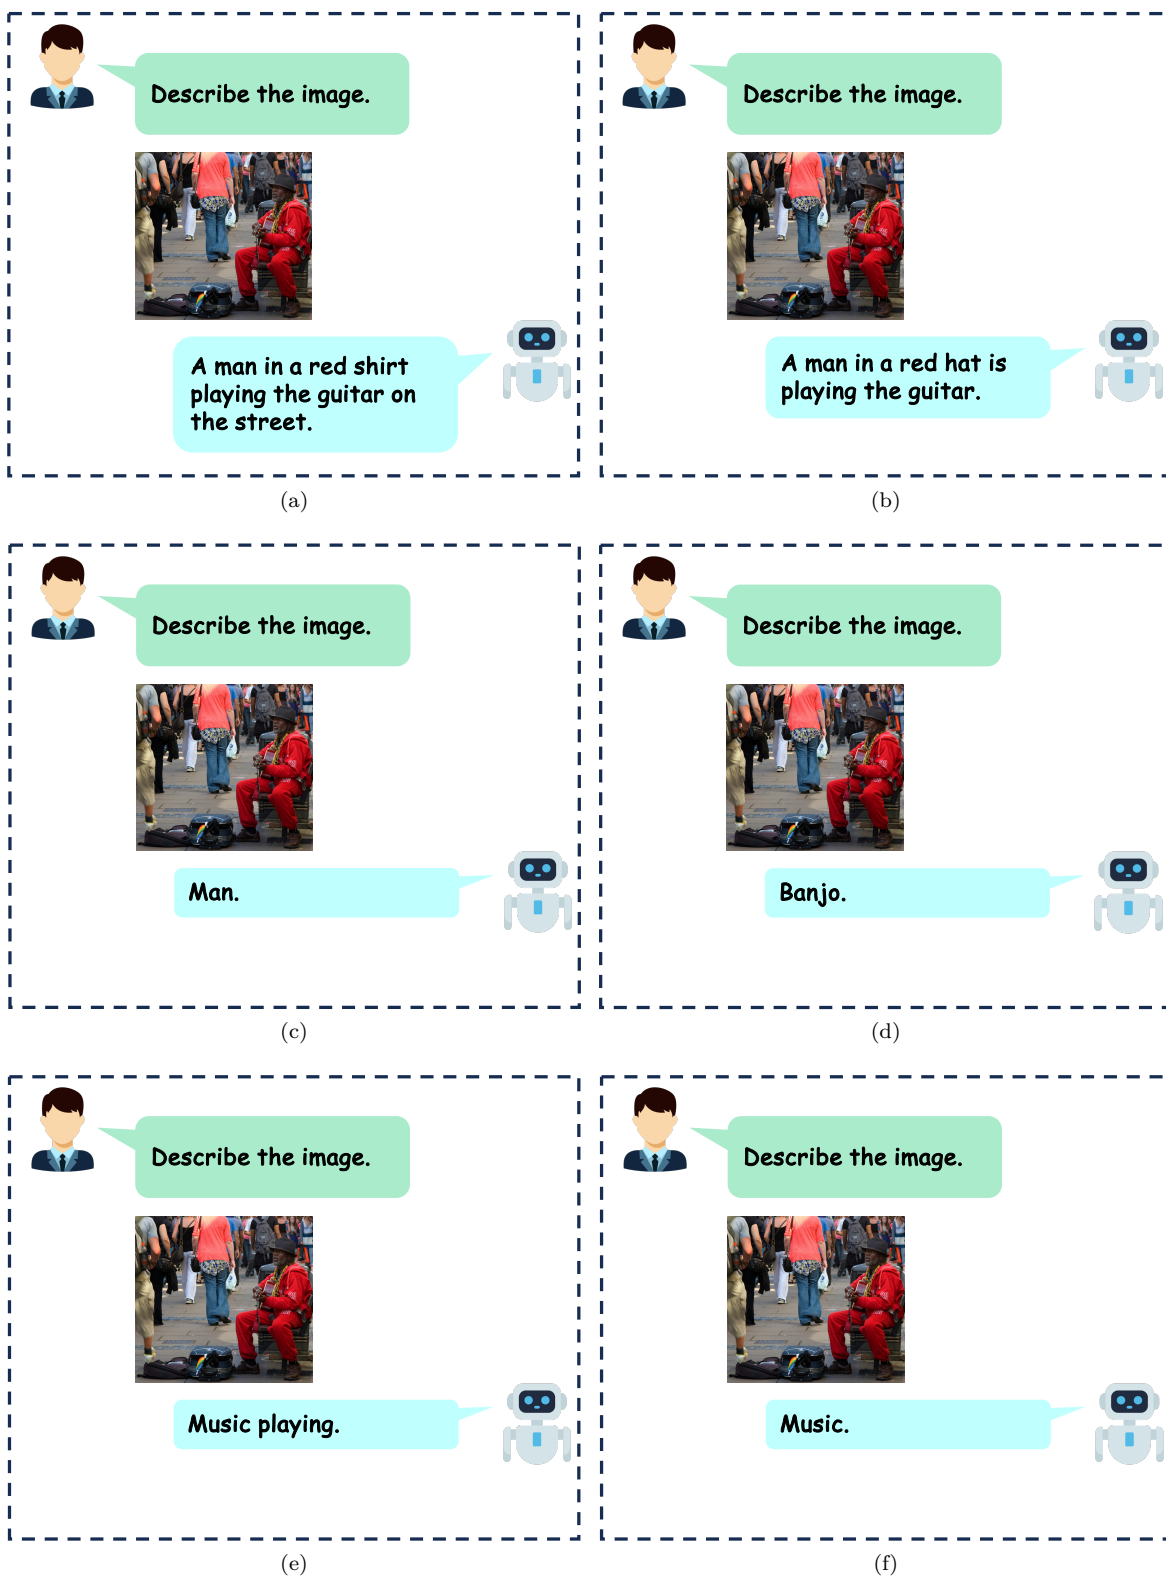 Describe the image.
A man in a red shirt
playing the guitar on
the street.
(a)
Describe the image.
A man in a red hat is
playing the guitar.
(b)
Describe the image.
Man.
(c)
Describe the image.
Banjo.
(d)
Describe the image.
Music playing.
(e)
Describe the image.
Music.
(f)